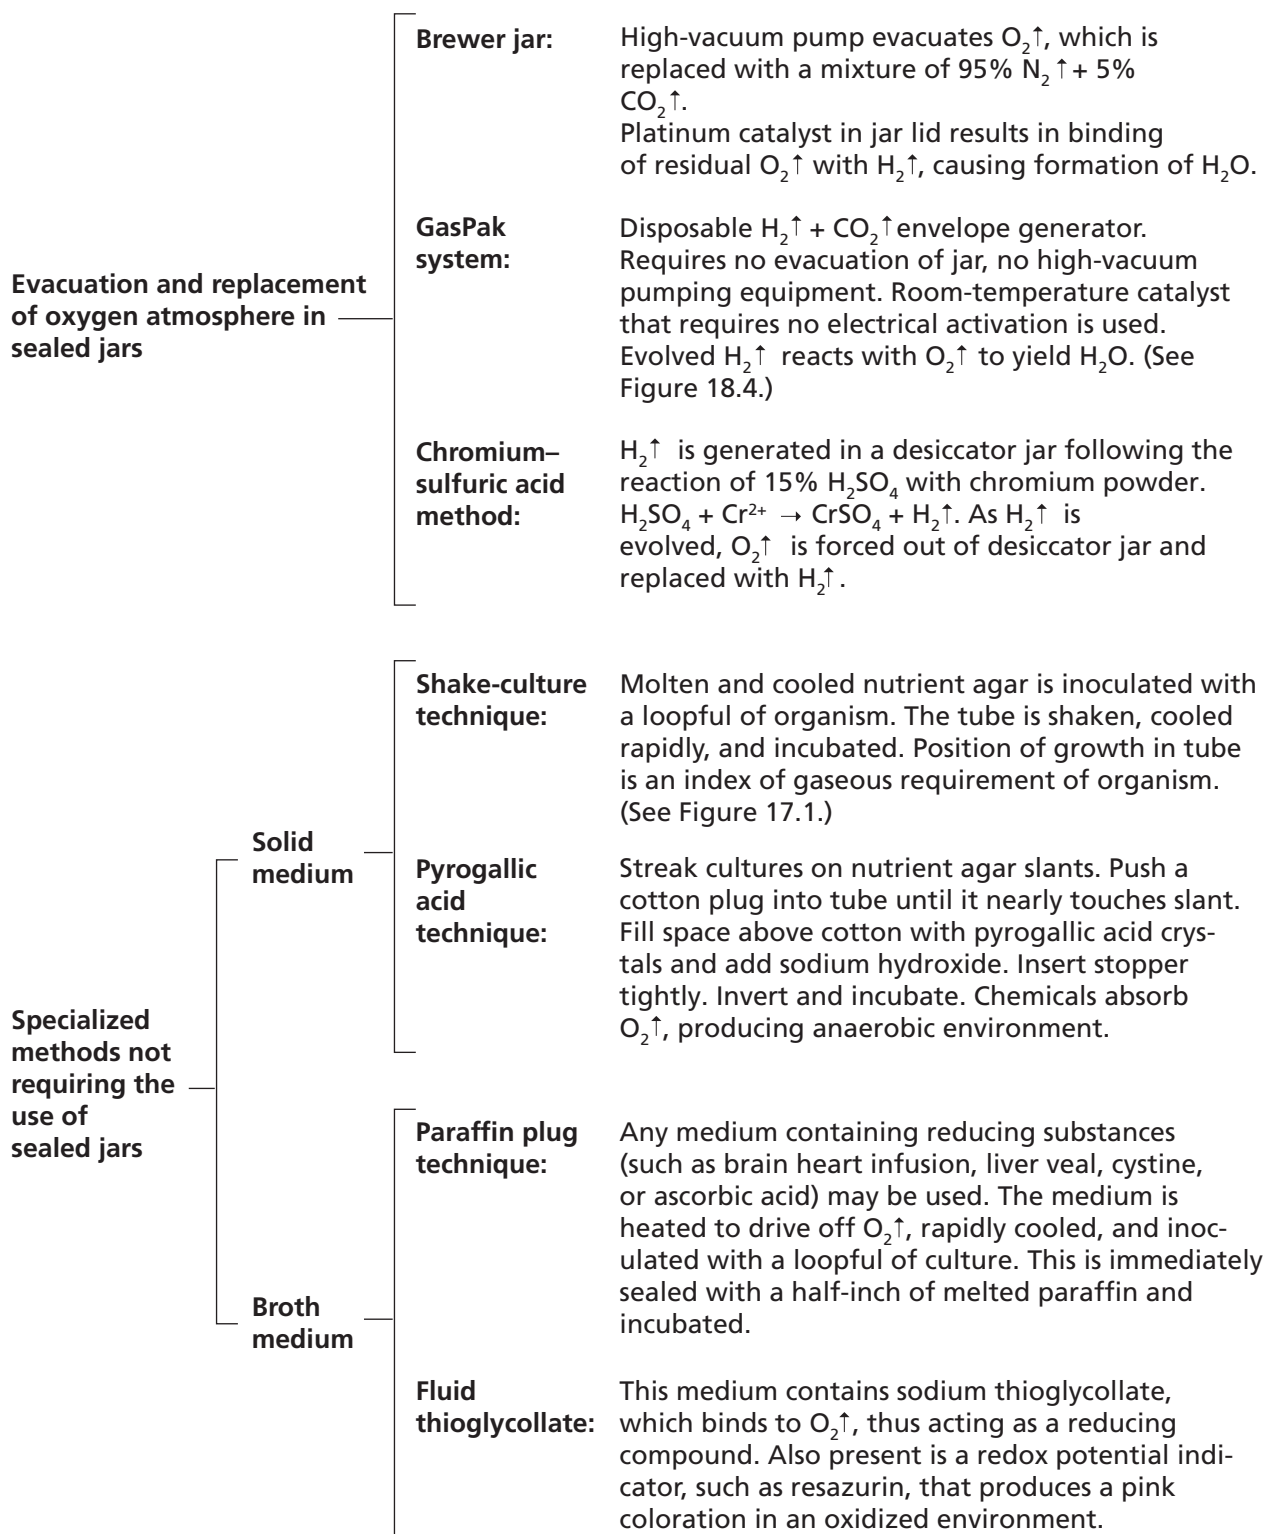 Evacuation and replacement
of oxygen atmosphere in
sealed jars
Brewer jar:
High-vacuum pump evacuates O₂↑, which is
replaced with a mixture of 95% N₂↑+ 5%
CO₂↑.
Platinum catalyst in jar lid results in binding
of residual O₂↑ with H₂↑, causing formation of H₂O.
GasPak
system:
Disposable H₂↑ + CO₂↑ envelope generator.
Requires no evacuation of jar, no high-vacuum
pumping equipment. Room-temperature catalyst
that requires no electrical activation is used.
Evolved H₂↑ reacts with O₂↑ to yield H₂O. (See
Figure 18.4.)
Chromium–
sulfuric acid
method:
H₂↑ is generated in a desiccator jar following the
reaction of 15% H₂SO₄ with chromium powder.
H₂SO₄ + Cr²⁺ → CrSO₄ + H₂↑. As H₂↑ is
evolved, O₂↑ is forced out of desiccator jar and
replaced with H₂↑.
Specialized
methods not
requiring the
use of
sealed jars
Solid
medium
Shake-culture
technique:
Molten and cooled nutrient agar is inoculated with
a loopful of organism. The tube is shaken, cooled
rapidly, and incubated. Position of growth in tube
is an index of gaseous requirement of organism.
(See Figure 17.1.)
Pyrogallic
acid
technique:
Streak cultures on nutrient agar slants. Push a
cotton plug into tube until it nearly touches slant.
Fill space above cotton with pyrogallic acid crys-
tals and add sodium hydroxide. Insert stopper
tightly. Invert and incubate. Chemicals absorb
O₂↑, producing anaerobic environment.
Broth
medium
Paraffin plug
technique:
Any medium containing reducing substances
(such as brain heart infusion, liver veal, cystine,
or ascorbic acid) may be used. The medium is
heated to drive off O₂↑, rapidly cooled, and inoc-
ulated with a loopful of culture. This is immediately
sealed with a half-inch of melted paraffin and
incubated.
Fluid
thioglycollate:
This medium contains sodium thioglycollate,
which binds to O₂↑, thus acting as a reducing
compound. Also present is a redox potential indi-
cator, such as resazurin, that produces a pink
coloration in an oxidized environment.